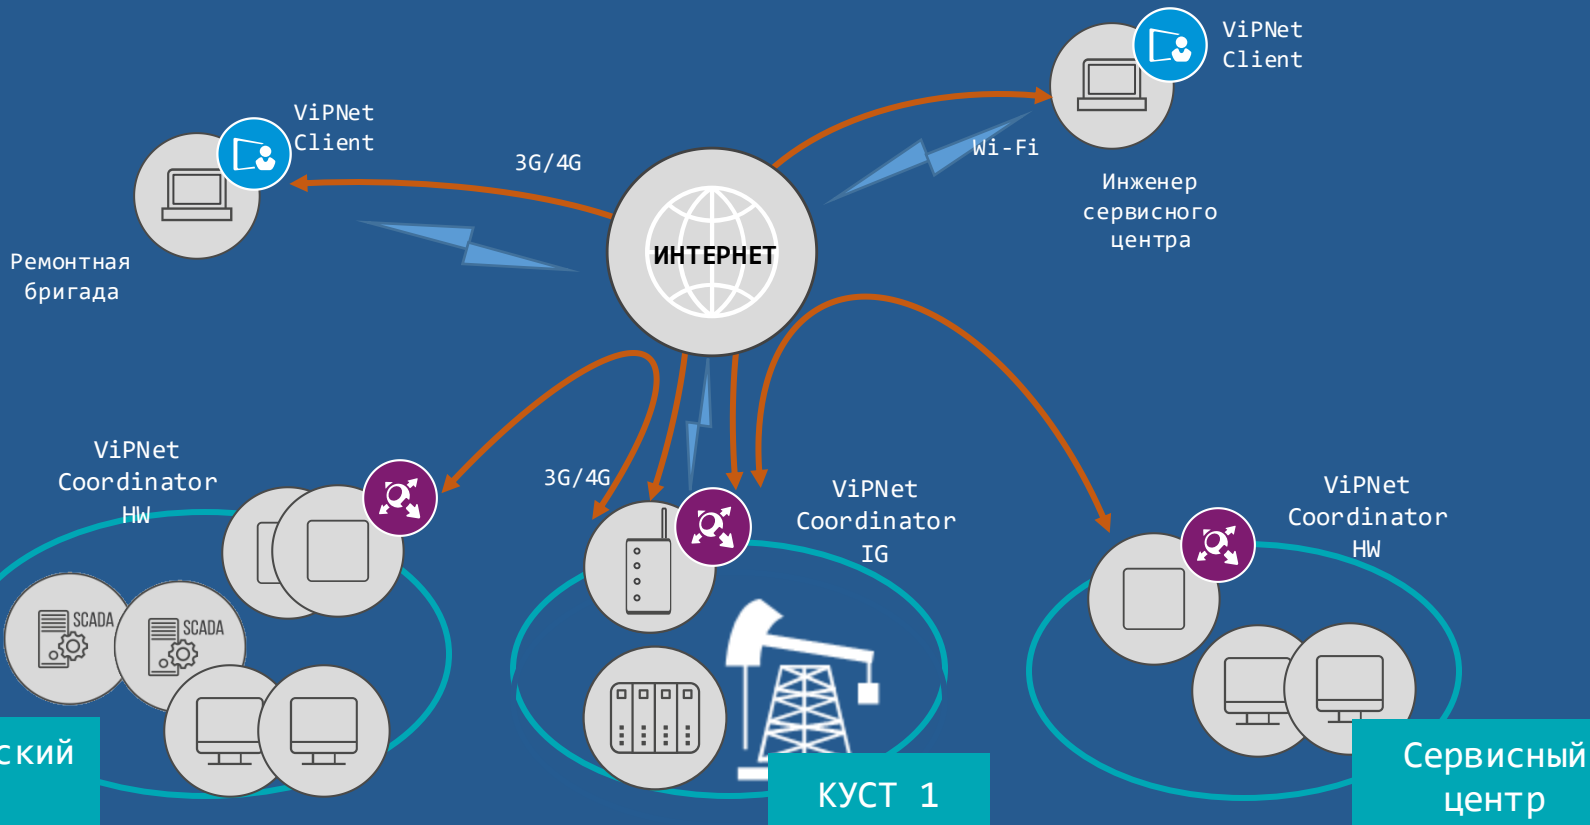 ViPNet
Client
ViPNet
Client
3G/4G
Wi-Fi
Инженер
сервисного
центра
ИНТЕРНЕТ
Ремонтная
бригада
ViPNet
Coordinator
HW
3G/4G
ViPNet
Coordinator
IG
ViPNet
Coordinator
HW
SCADA
SCADA
ский
КУСТ 1
Сервисный
центр